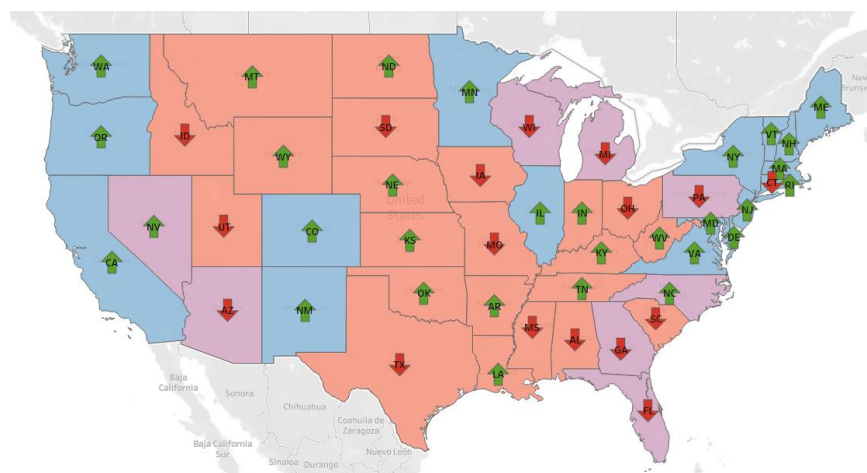 WA
MT
ND
MN
ME
OR
ID
WY
SD
WI
MI
VT
NH
NY
MA
CT
RI
NV
UT
CO
NE
IA
IL
IN
OH
PA
NJ
MD
DE
CA
KS
MO
KY
WV
VA
AZ
NM
OK
AR
TN
NC
TX
LA
MS
AL
GA
SC
FL
United
States
New
Brunsw
Baja
California
Sonora
Chihuahua
Coahuila de
Zaragoza
Baja California
Sur
Sinaloa
Durango
Nuevo León